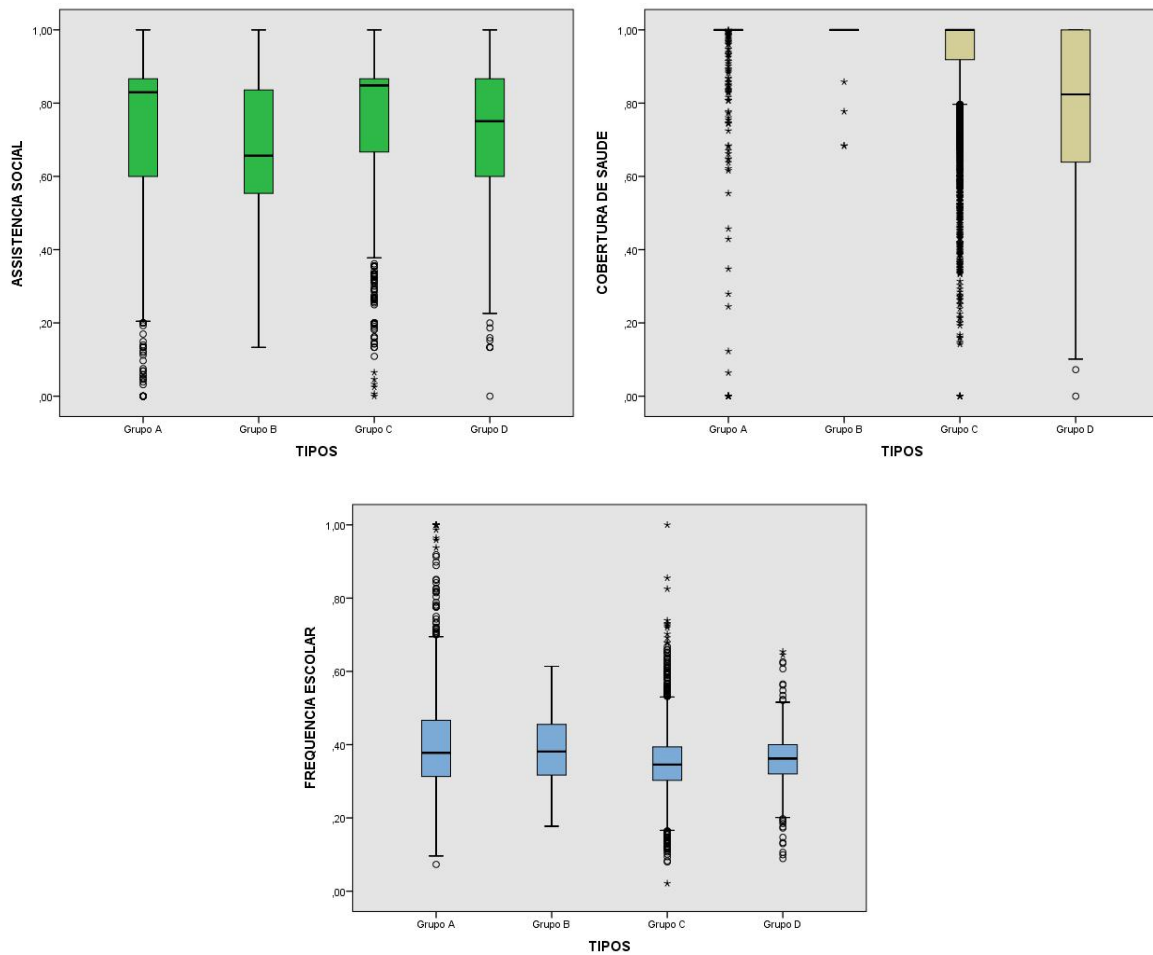 ASSISTENCIA SOCIAL
1,00
,80
,60
,40
,20
,00
Grupo A Grupo B Grupo C Grupo D
TIPOS
COBERTURA DE SAUDE
1,00
,80
,60
,40
,20
,00
Grupo A Grupo B Grupo C Grupo D
TIPOS
FREQUENCIA ESCOLAR
1,00
,80
,60
,40
,20
,00
Grupo A Grupo B Grupo C Grupo D
TIPOS